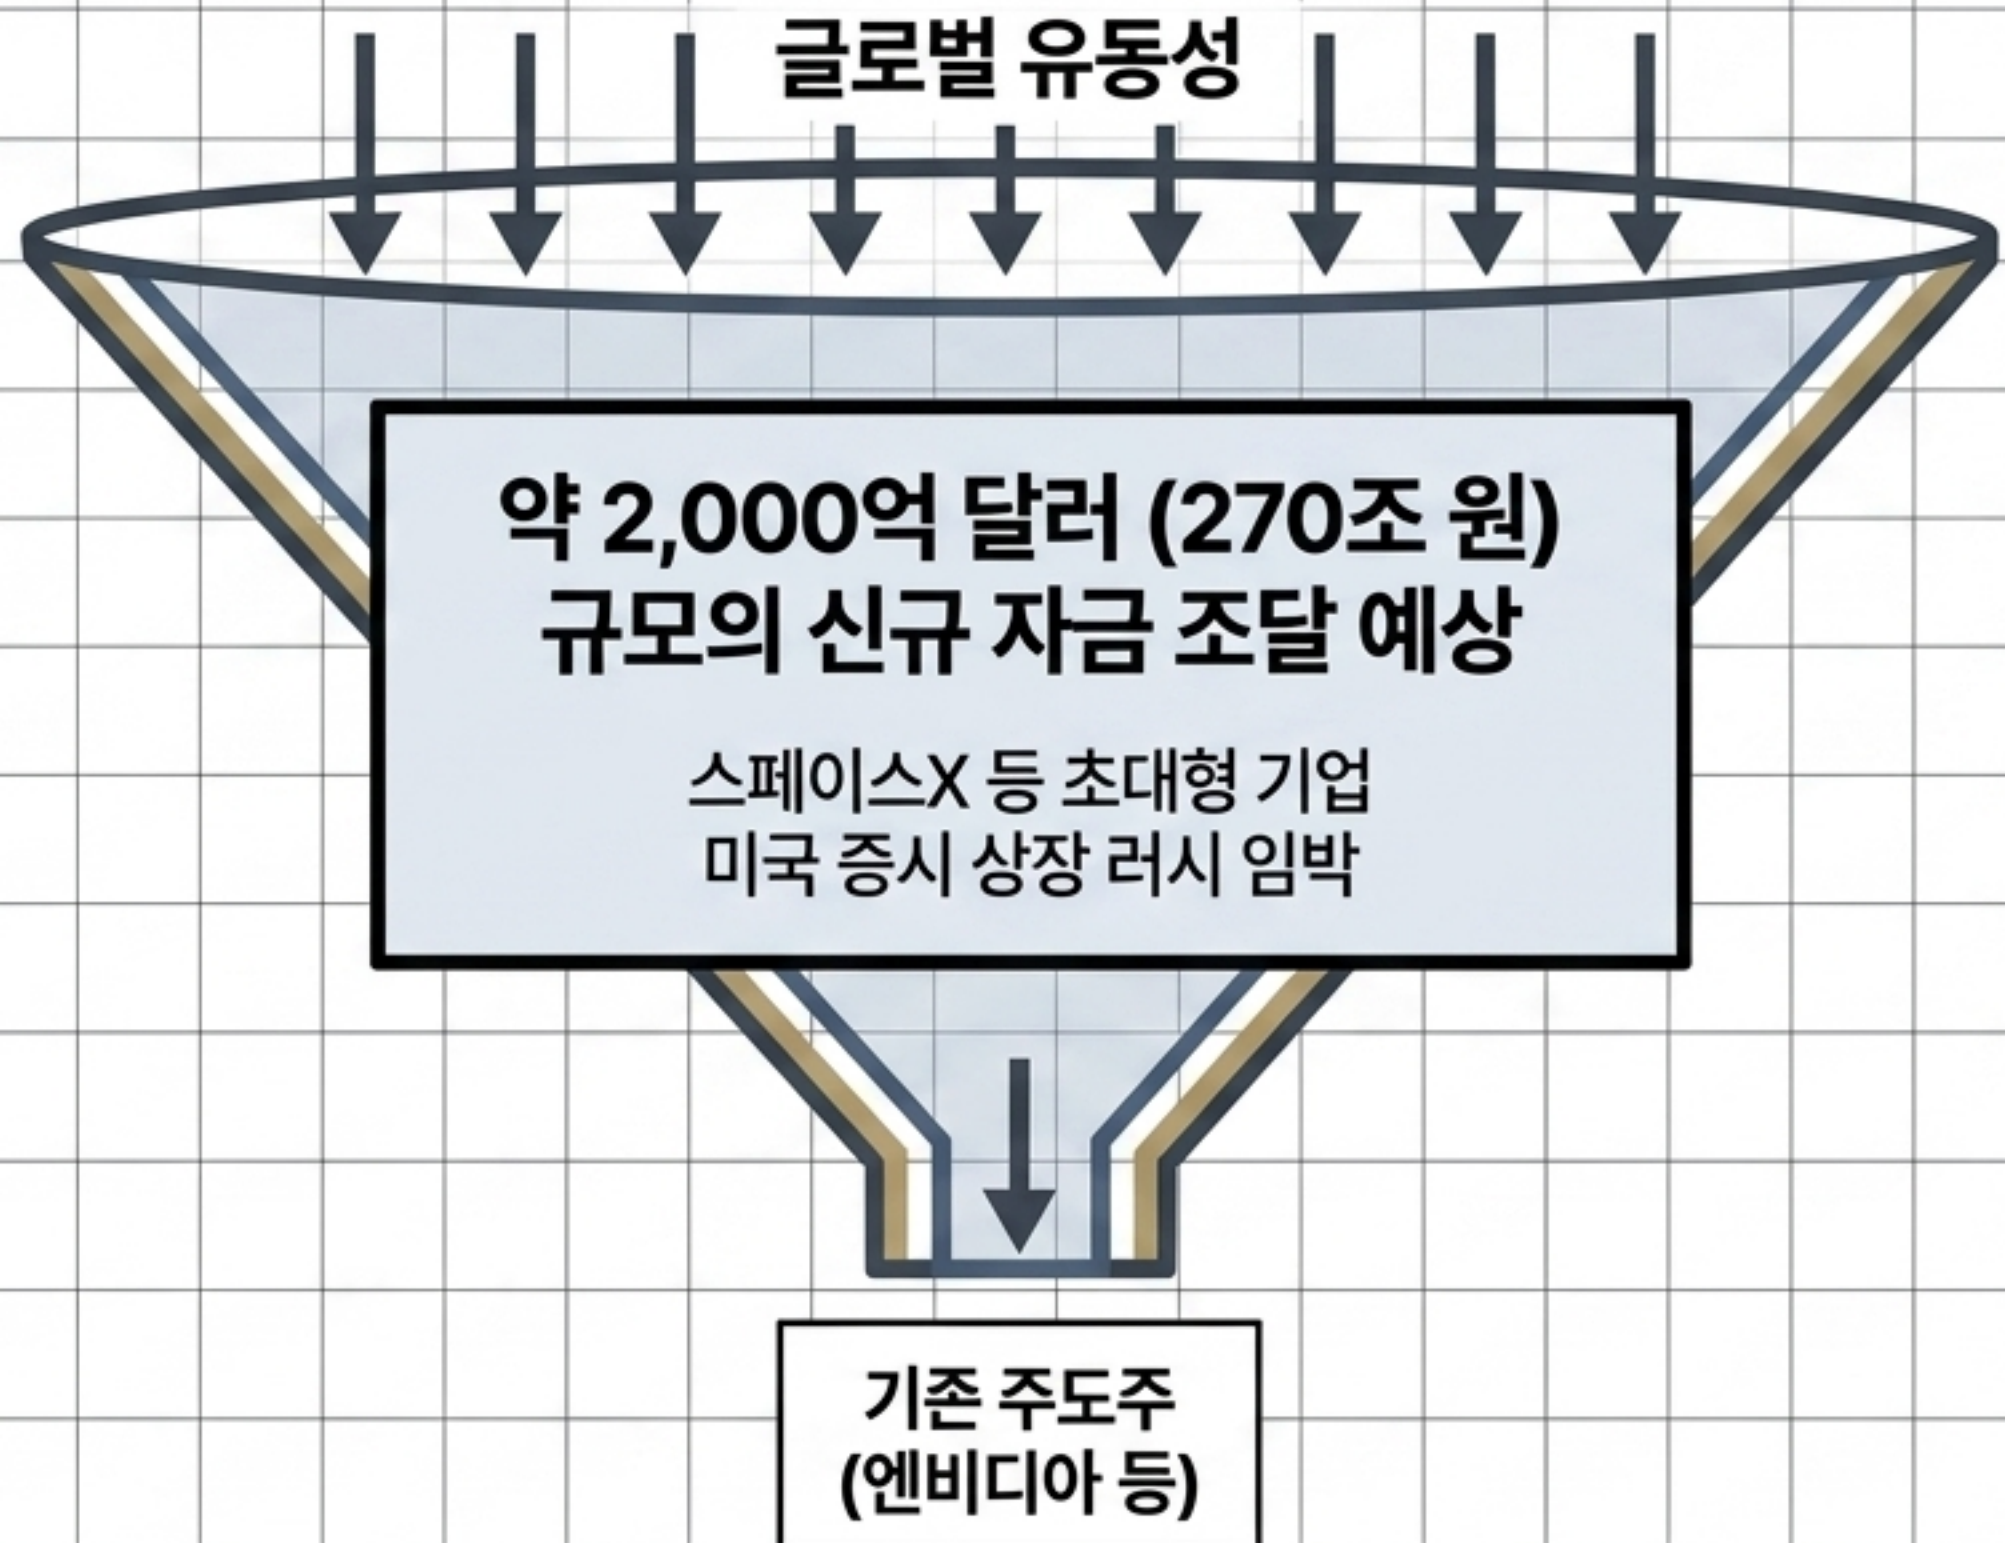 글로벌 유동성
약 2,000억 달러 (270조 원)
규모의 신규 자금 조달 예상
스페이스X 등 초대형 기업
미국 증시 상장 러시 임박
기존 주도주
(엔비디아 등)